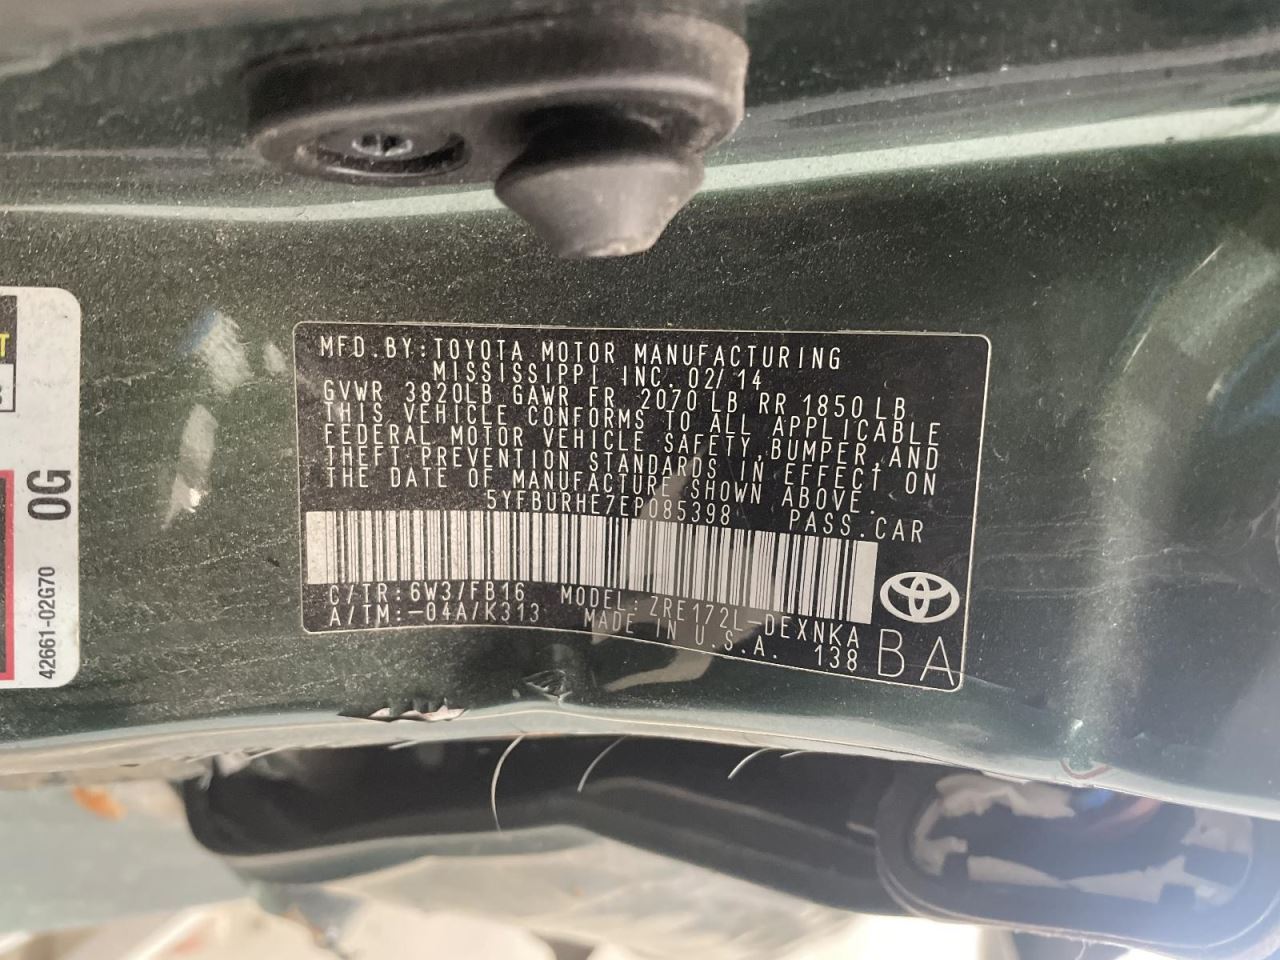 MFD.BY:TOYOTA MOTOR MANUFACTURING
MISSISSIPPI INC. 02/14
GVWR 3820LB GAWR FR 2070 LB RR 1850 LB
THIS VEHICLE CONFORMS TO ALL APPLICABLE
FEDERAL MOTOR VEHICLE SAFETY,BUMPER,AND
THEFT PREVENTION STANDARDS IN EFFECT ON
THE DATE OF MANUFACTURE SHOWN ABOVE.
5YFBURHE7EP085398 PASS.CAR
C/TR:6W3/FB16 MODEL:ZRE172L-DEXNKA
A/TM:-04A/K313 MADE IN U.S.A. 138 BA
0G
42661-02G70